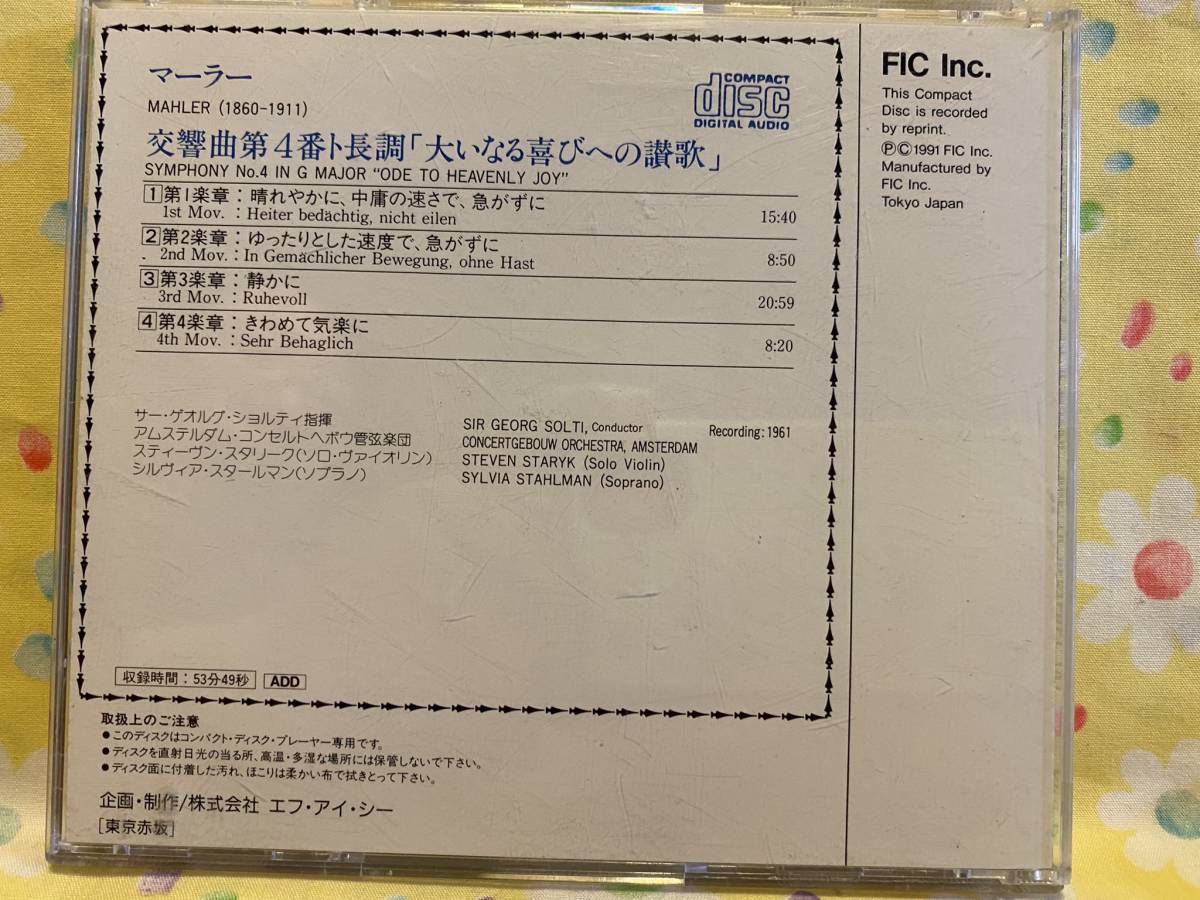 マーラー
MAHLER (1860-1911)
COMPACT
disc
DIGITAL AUDIO
交響曲第4番ト長調「大いなる喜びへの讃歌」
SYMPHONY No.4 IN G MAJOR "ODE TO HEAVENLY JOY"
1 第1楽章：晴れやかに、中庸の速さで、急がずに
1st Mov. : Heiter bedächtig, nicht eilen 15:40
2 第2楽章：ゆったりとした速度で、急がずに
2nd Mov. : In Gemächlicher Bewegung, ohne Hast 8:50
3 第3楽章：静かに
3rd Mov. : Ruhevoll 20:59
4 第4楽章：きわめて気楽に
4th Mov. : Sehr Behaglich 8:20
サー・ゲオルグ・ショルティ指揮
アムステルダム・コンセルトヘボウ管弦楽団
スティーヴン・スタリーク(ソロ・ヴァイオリン)
シルヴィア・スタールマン(ソプラノ)
SIR GEORG SOLTI, Conductor
CONCERTGEBOUW ORCHESTRA, AMSTERDAM
STEVEN STARYK (Solo Violin)
SYLVIA STAHLMAN (Soprano)
Recording: 1961
収録時間：53分49秒 ADD
取扱上のご注意
●このディスクはコンパクト・ディスク・プレーヤー専用です。
●ディスクを直射日光の当る所、高温・多湿な場所には保管しないで下さい。
●ディスク面に付着した汚れ、ほこりは柔かい布で拭きとって下さい。
企画・制作/株式会社 エフ・アイ・シー
[東京赤坂]
FIC Inc.
This Compact
Disc is recorded
by reprint.
ⓅⒸ1991 FIC Inc.
Manufactured by
FIC Inc.
Tokyo Japan